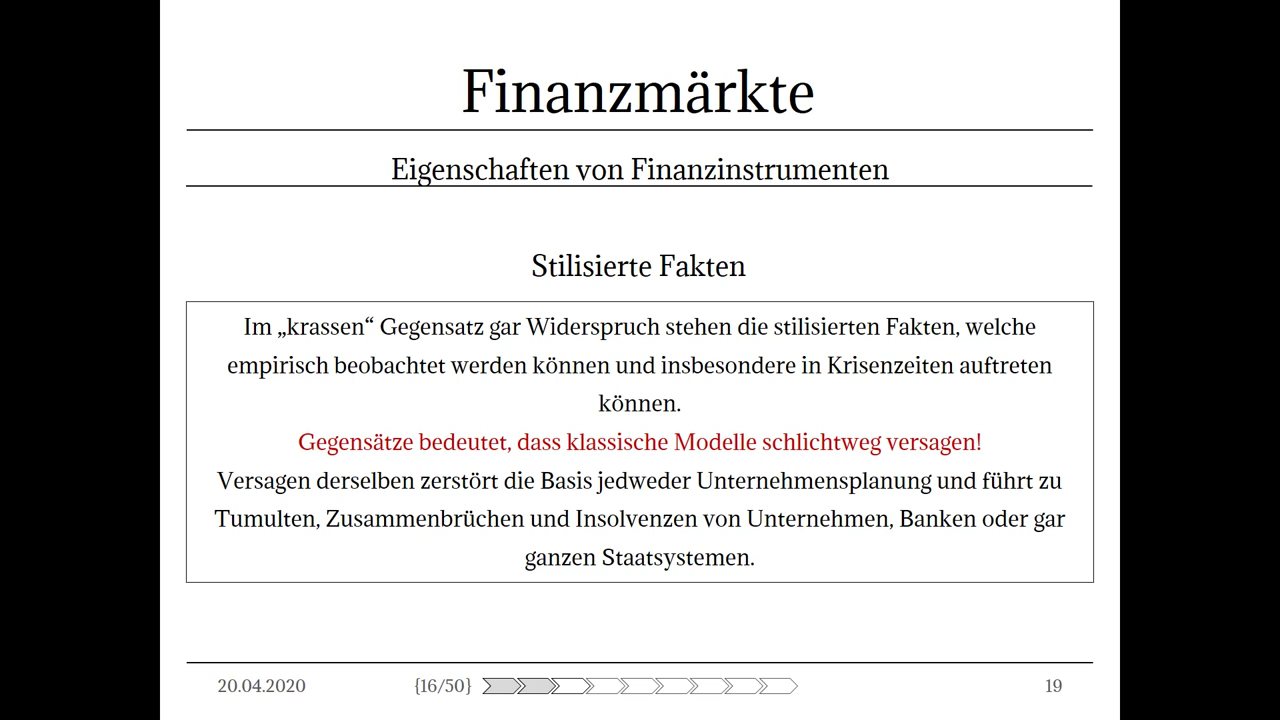 Finanzmärkte
Eigenschaften von Finanzinstrumenten
Stilisierte Fakten
Im „krassen“ Gegensatz gar Widerspruch stehen die stilisierten Fakten, welche
empirisch beobachtet werden können und insbesondere in Krisenzeiten auftreten
können.
Gegensätze bedeutet, dass klassische Modelle schlichtweg versagen!
Versagen derselben zerstört die Basis jedweder Unternehmensplanung und führt zu
Tumulten, Zusammenbrüchen und Insolvenzen von Unternehmen, Banken oder gar
ganzen Staatsystemen.
20.04.2020 {16/50} 19